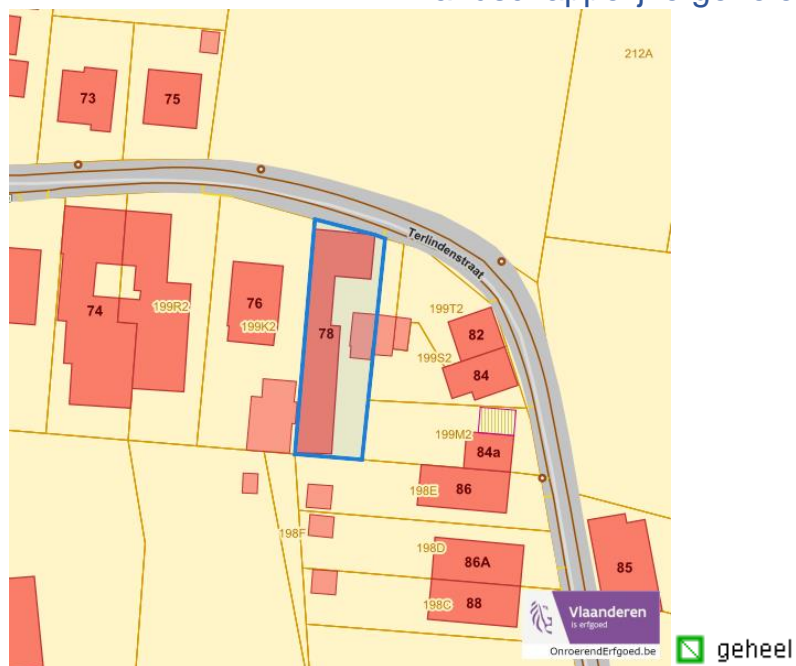 212A
73
75
Terlindenstraat
74
199R2
76
199K2
78
199T2
82
199S2
84
199M2
84a
198E
86
198F
198D
86A
85
198C
88
Vlaanderen
is erfgoed
OnroerendErfgoed.be
geheel